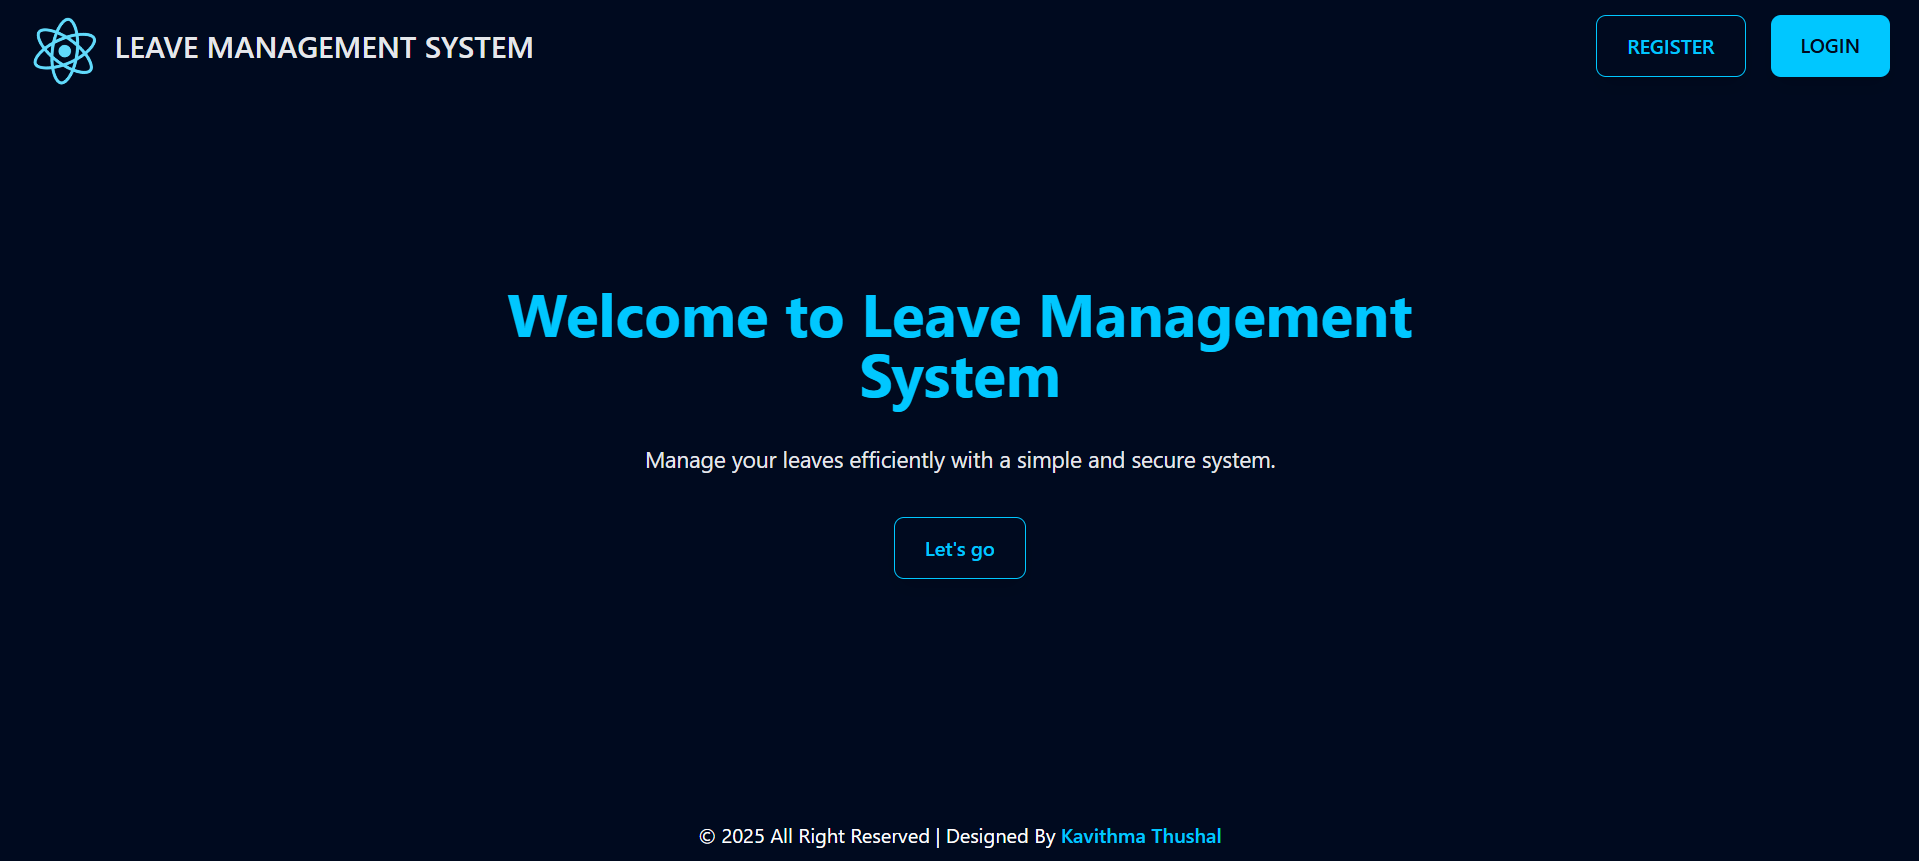 LEAVE MANAGEMENT SYSTEM
REGISTER
LOGIN
Welcome to Leave Management
System
Manage your leaves efficiently with a simple and secure system.
Let's go
© 2025 All Right Reserved | Designed By Kavithma Thushal